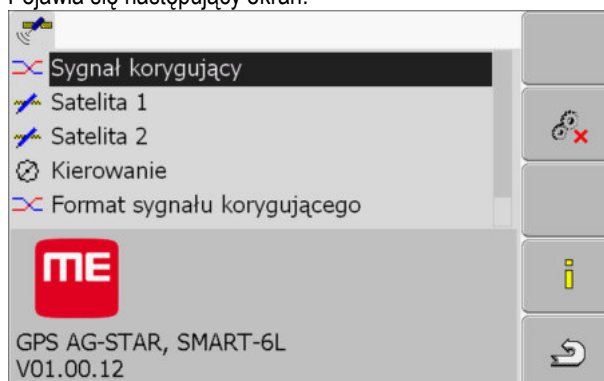 Pojawia się następujący ekran:
Sygnał korygujący
Satelita 1
Satelita 2
Kierowanie
Format sygnału korygującego
ME
GPS AG-STAR, SMART-6L
V01.00.12